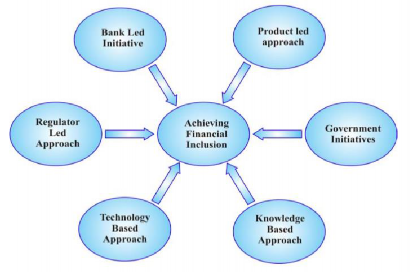 Bank Led
Initiative
Product led
approach
Regulator
Led
Approach
Achieving
Financial
Inclusion
Government
Initiatives
Technology
Based
Approach
Knowledge
Based
Approach